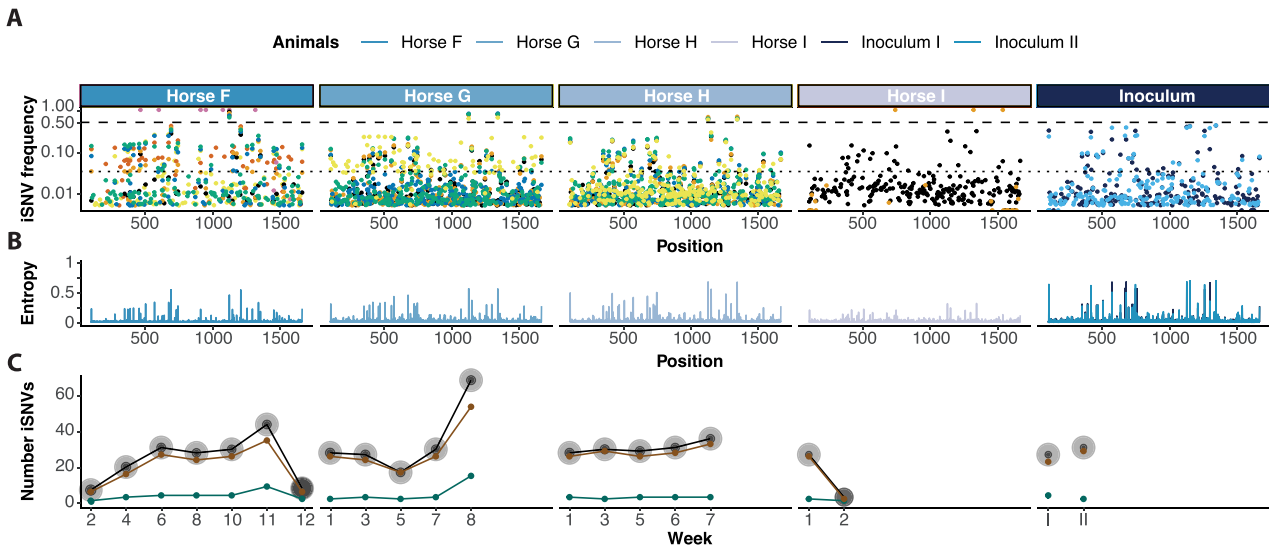 A
Animals Horse F Horse G Horse H Horse I Inoculum I Inoculum II
Horse F Horse G Horse H Horse I Inoculum
iSNV frequency
1.00
0.50
0.10
0.01
500 1000 1500 500 1000 1500 500 1000 1500 500 1000 1500 500 1000 1500
Position
B
Entropy
1
0.5
0
500 1000 1500 500 1000 1500 500 1000 1500 500 1000 1500 500 1000 1500
Position
C
Number iSNVs
60
40
20
0
2 4 6 8 10 11 12 1 3 5 7 8 1 3 5 6 7 1 2 I II
Week